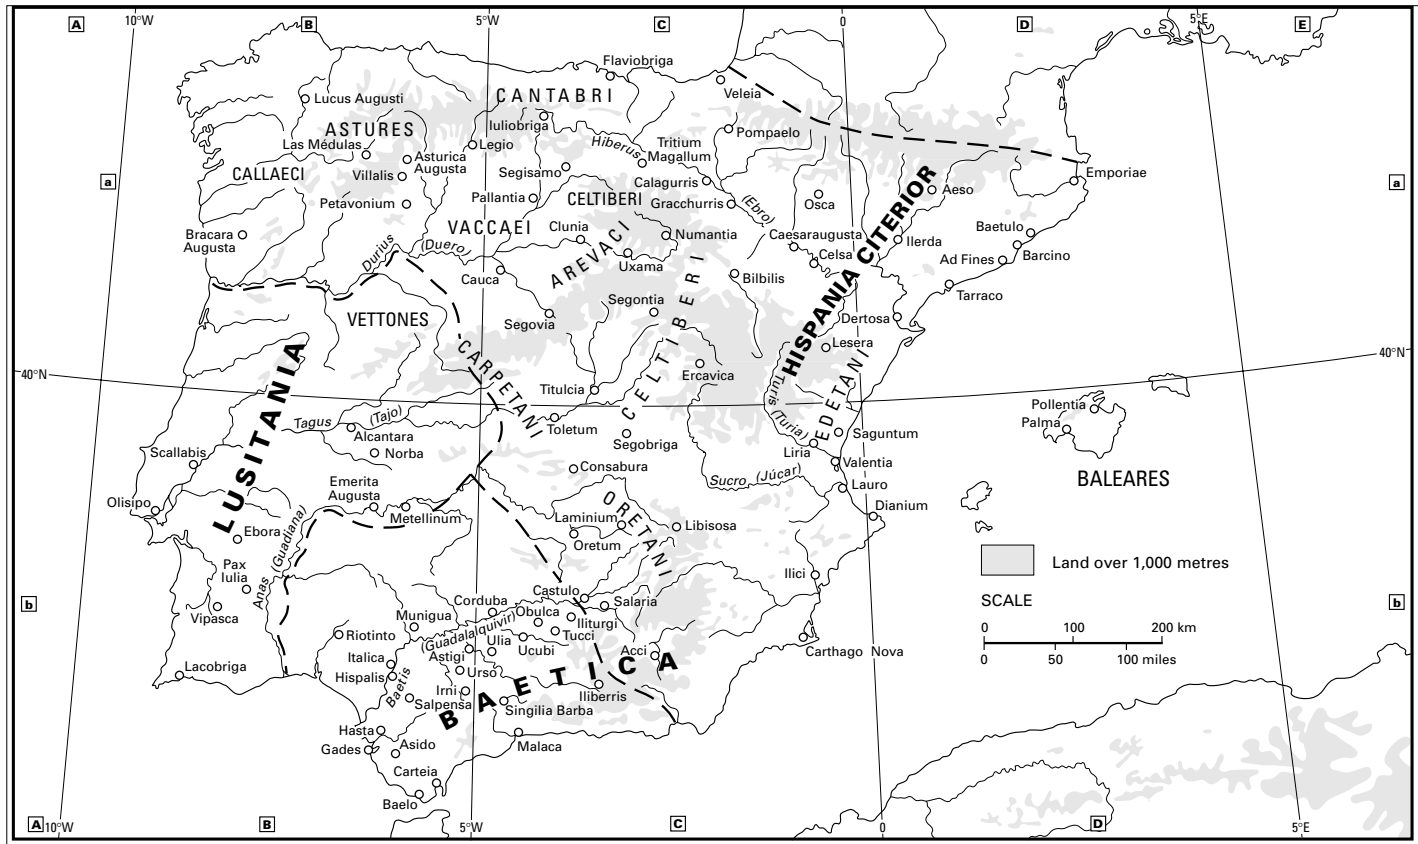 10°W
5°W
0
5°E
A
B
C
D
E
Flaviobriga
Veleia
Lucus Augusti
CANTABRI
Iuliobriga
Pompaelo
ASTURES
Las Médulas
Legio
Hiberus
Tritium
Magallum
Asturica
Augusta
Villalis
Segisamo
Calagurris
Emporiae
CALLAECI
a
a
Pallantia
CELTIBERI
Gracchurris
(Ebro)
Osca
Aeso
Petavonium
VACCAEI
Clunia
Numantia
Caesaraugusta
Ilerda
Baetulo
Bracara
Augusta
Durius
(Duero)
AREVACI
Uxama
Celsa
Ad Fines
Barcino
Cauca
Bilbilis
HISPANIA CITERIOR
Tarraco
Segontia
VETTONES
Segovia
Dertosa
Lesera
LUSITANIA
CARPETANI
CELTIBERI
Ercavica
40°N
40°N
Titulcia
Turis
(Turia)
EDETANI
Pollentia
Palma
Tagus
(Tajo)
Alcantara
Toletum
Segobriga
Saguntum
Norba
Liria
Scallabis
Consabura
Valentia
Sucro
(Júcar)
BALEARES
Lauro
Emerita
Augusta
Olisipo
Metellinum
ORETANI
Dianium
Laminium
Libisosa
Ebora
Oretum
Anas
(Guadiana)
Land over 1,000 metres
Pax
Iulia
Ilici
Castulo
SCALE
b
b
Vipasca
Corduba
Salaria
Munigua
Obulca
Iliturgi
0
100
200 km
(Guadalquivir)
Riotinto
Tucci
Ulia
Ucubi
Acci
Carthago Nova
0
50
100 miles
Italica
Astigi
Lacobriga
Hispalis
Urso
Baetis
Irni
Salpensa
BAETICA
Iliberris
Singilia Barba
Hasta
Gades
Asido
Malaca
Carteia
Baelo
A
10°W
B
5°W
C
0
D
5°E